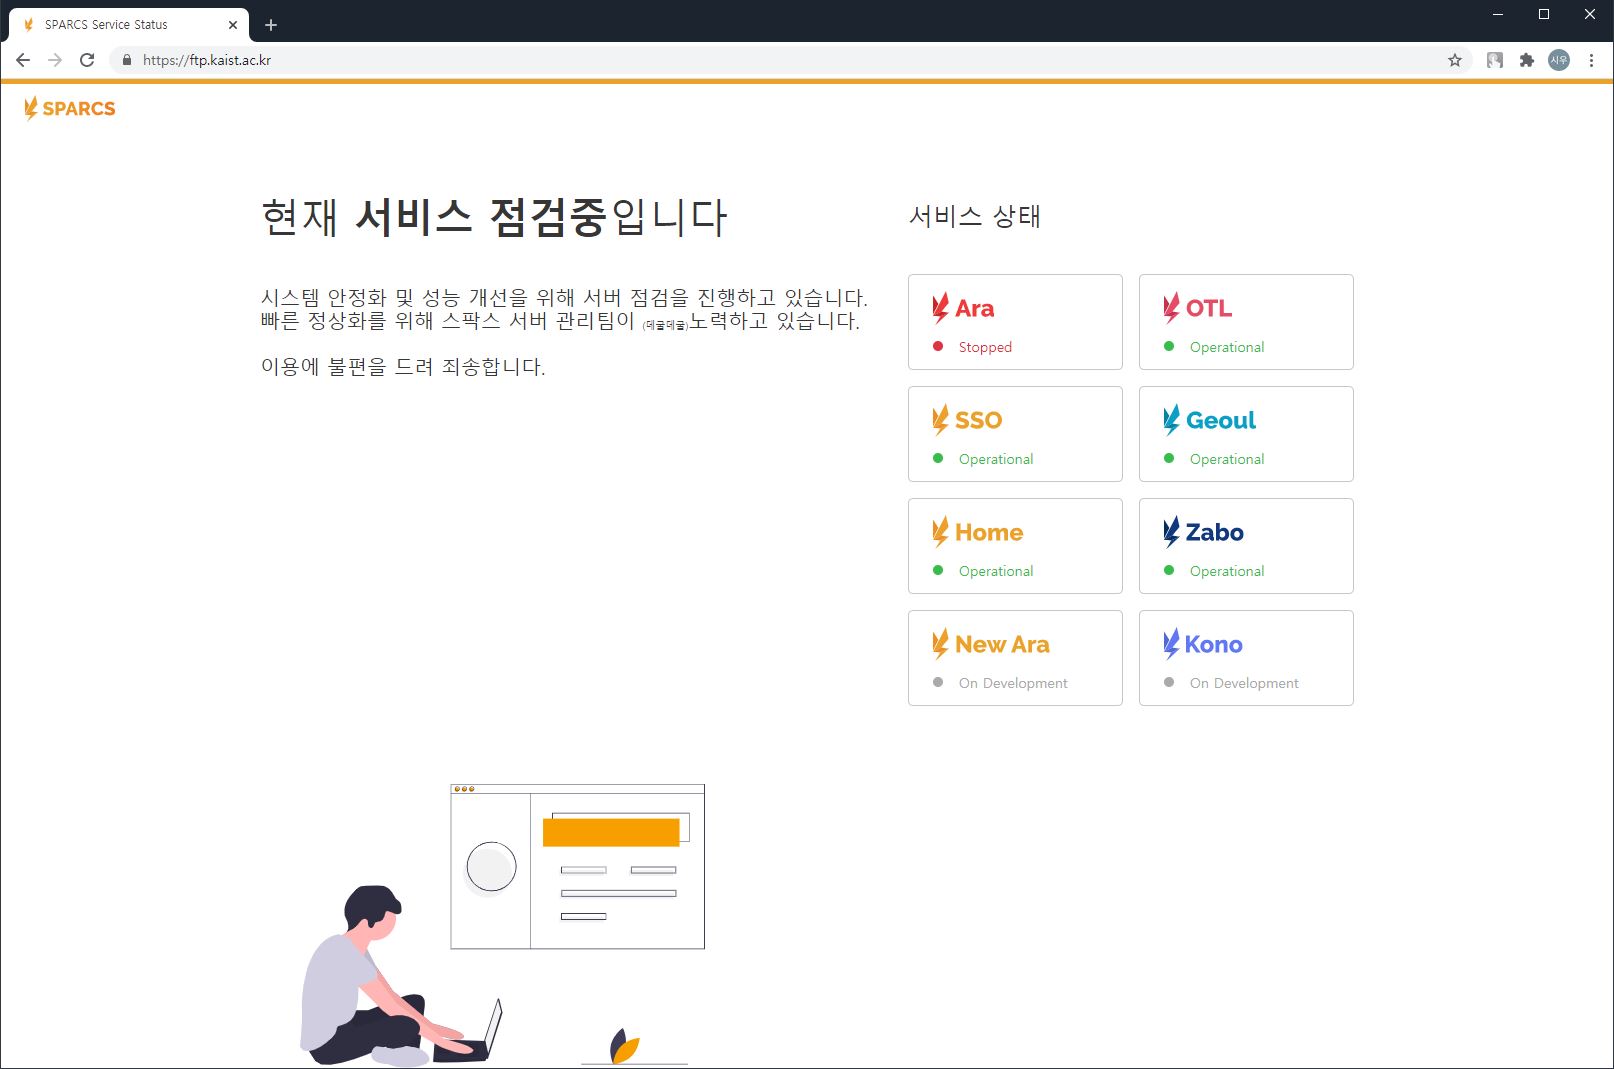 SPARCS Service Status
https://ftp.kaist.ac.kr
시우
SPARCS
현재 서비스 점검중입니다
시스템 안정화 및 성능 개선을 위해 서버 점검을 진행하고 있습니다.
빠른 정상화를 위해 스팍스 서버 관리팀이 (데굴데굴)노력하고 있습니다.
이용에 불편을 드려 죄송합니다.
서비스 상태
Ara
Stopped
OTL
Operational
SSO
Operational
Geoul
Operational
Home
Operational
Zabo
Operational
New Ara
On Development
Kono
On Development